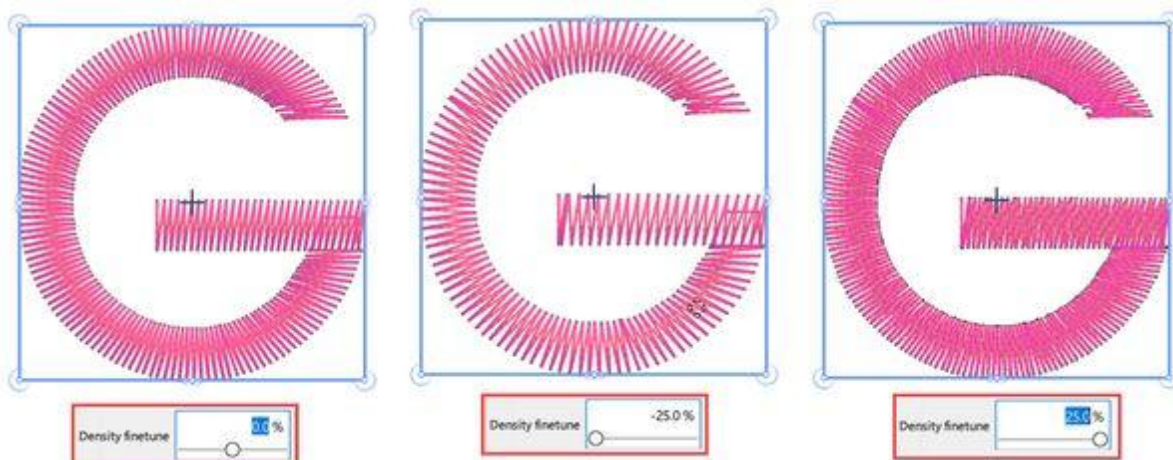 G G G
Density finetune 0.0 %
Density finetune -25.0 %
Density finetune 25.0 %